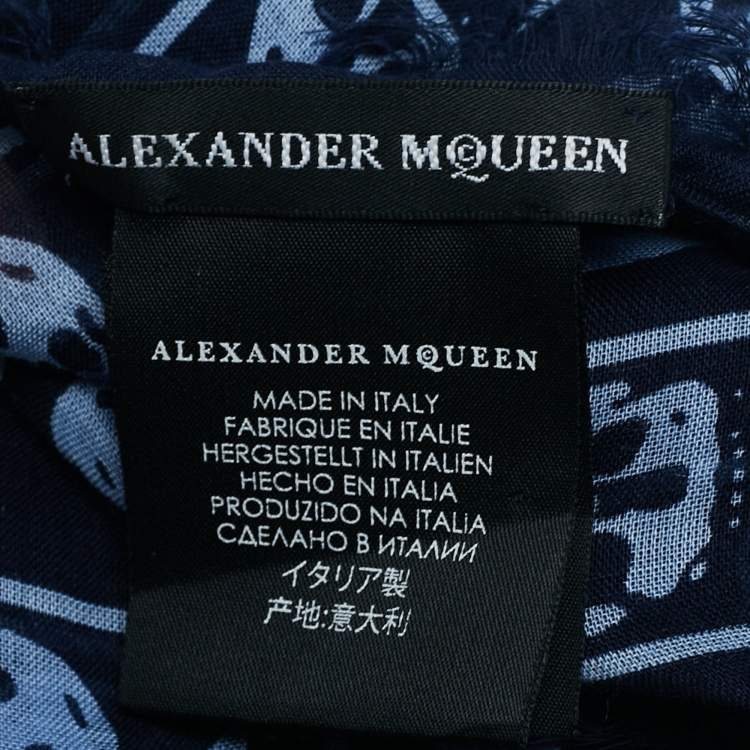 ALEXANDER MCQUEEN
ALEXANDER MCQUEEN
MADE IN ITALY
FABRIQUE EN ITALIE
HERGESTELLT IN ITALIEN
HECHO EN ITALIA
PRODUZIDO NA ITALiA
СДЕЛАНО В ИТАЛИИ
イタリア製
产地:意大利